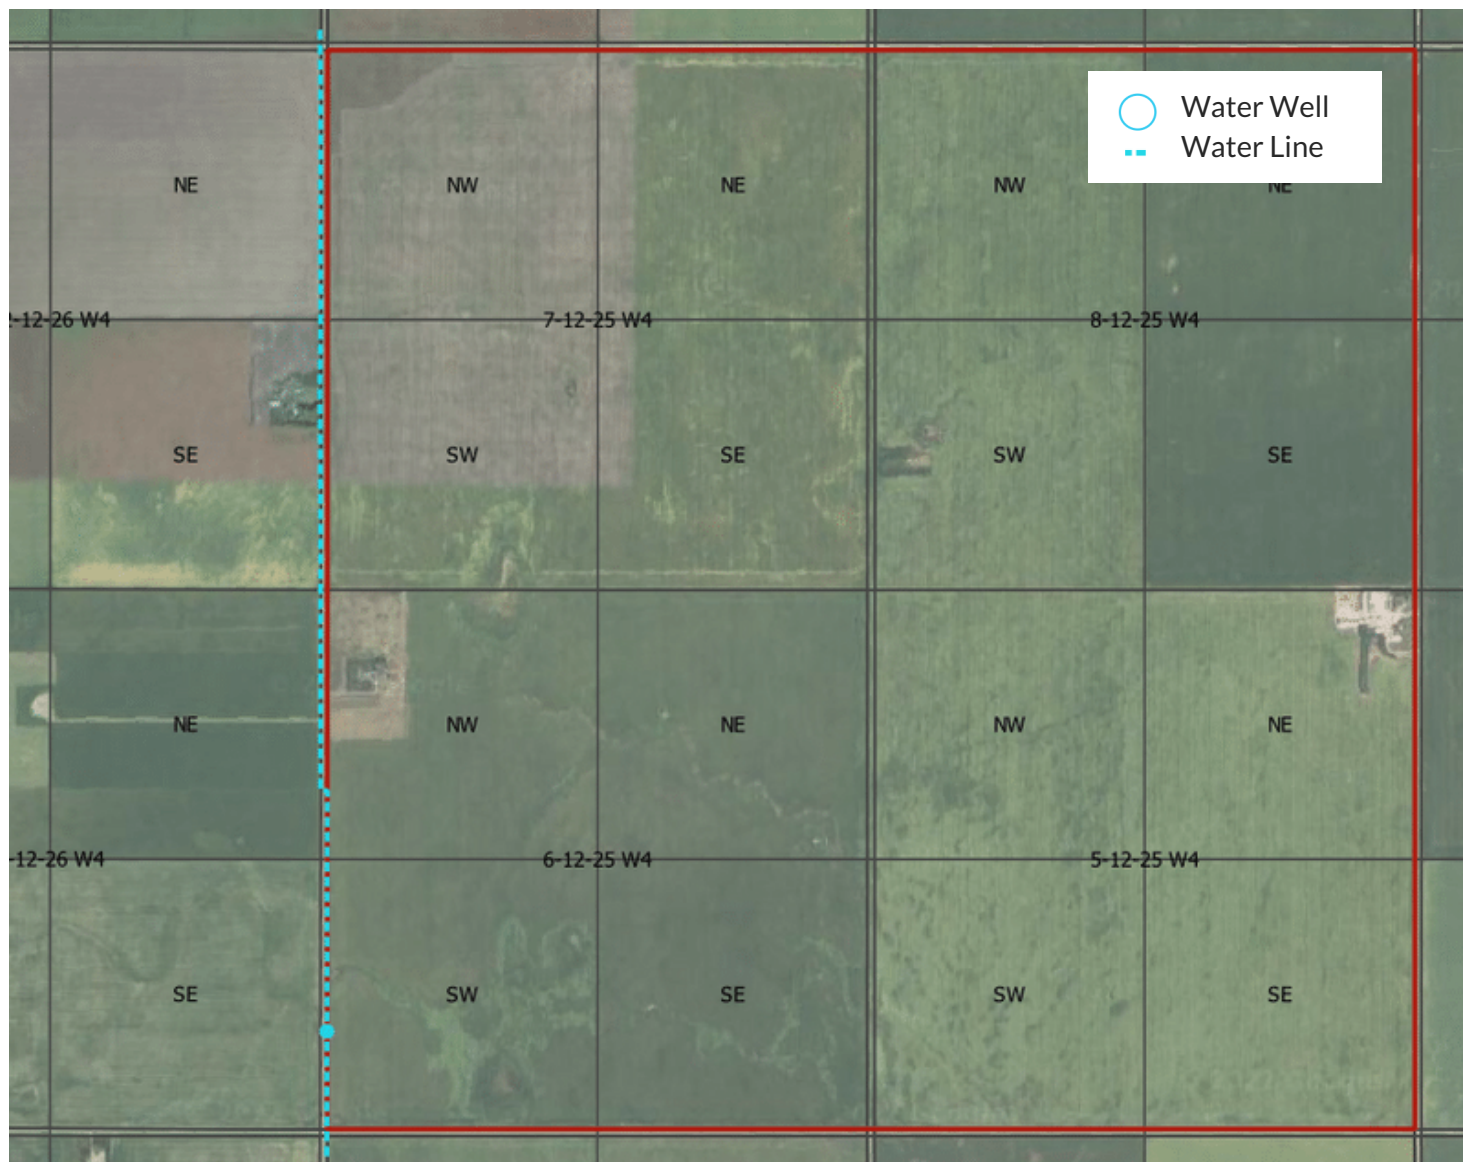 Water Well
Water Line
NE NW NE NW NE
-12-26 W4 7-12-25 W4 8-12-25 W4
SE SW SE SW SE
NE NW NE NW NE
-12-26 W4 6-12-25 W4 5-12-25 W4
SE SW SE SW SE